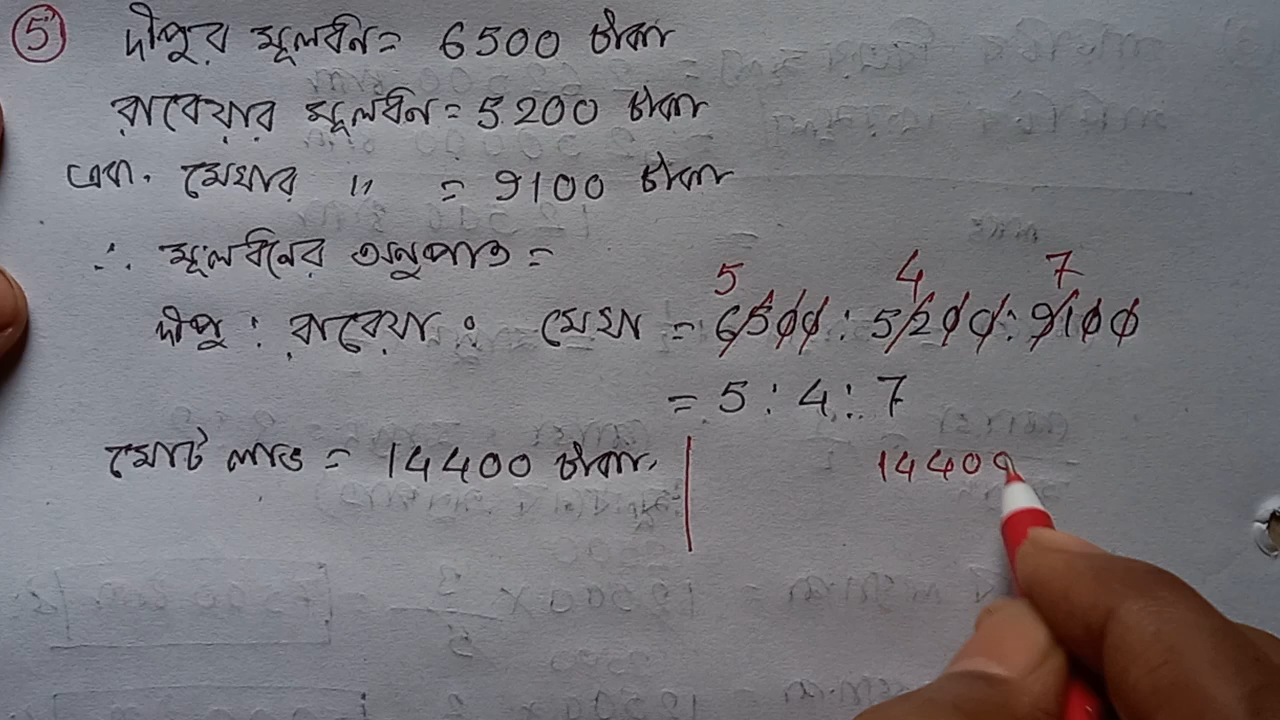 5 দীপুর মূলধন = 6500 টাকা
রাবেয়ার মূলধন = 5200 টাকা
এবং মেঘার " = 9100 টাকা
∴ মূলধনের অনুপাত =
5 4 7
দীপু : রাবেয়া : মেঘা = 6500 : 5200 : 9100
= 5 : 4 : 7
মোট লাভ = 14400 টাকা, 14400